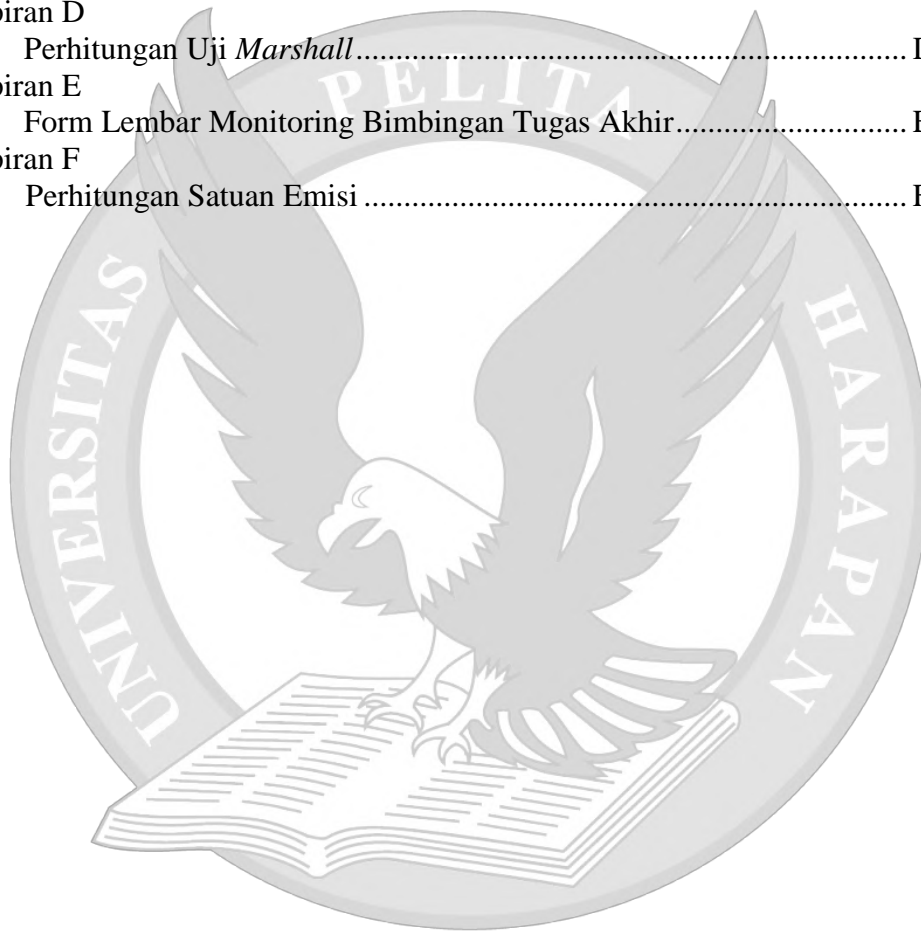 piran D
Perhitungan Uji Marshall.....................................................................
piran E
Form Lembar Monitoring Bimbingan Tugas Akhir.............................
piran F
Perhitungan Satuan Emisi....................................................................
UNIVERSITAS PELITA HARAPAN